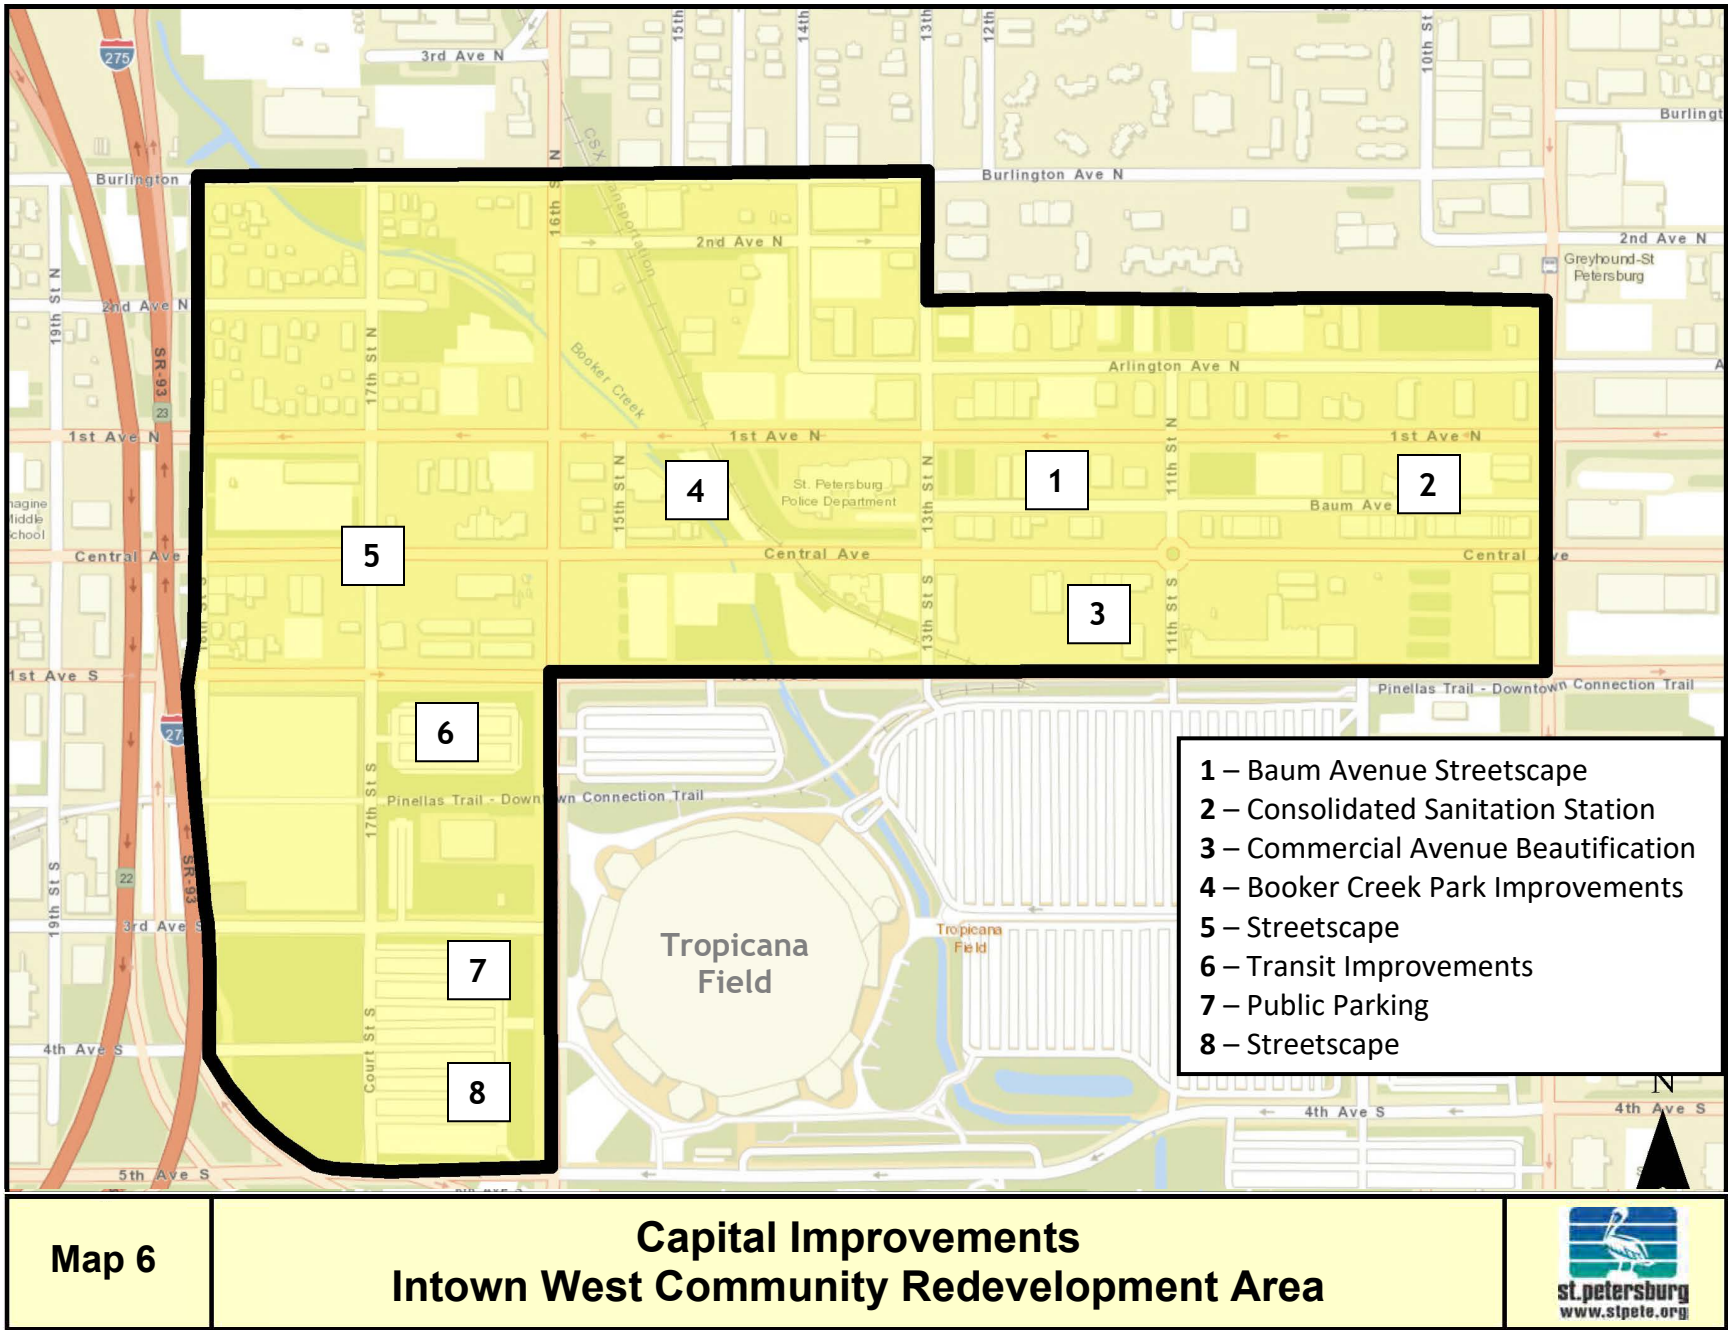 275
3rd Ave N
15th
14th
13th
12th
10th St
Burlingt
CSX
Burlington
16th S N
Burlington Ave N
2nd Ave N
2nd Ave N
Greyhound-St
Petersburg
19th St N
2nd Ave N
17th St N
SR-93
Booker Creek
Arlington Ave N
A
23
1st Ave N
1st Ave N
11th St N
1st Ave N
15th St N
4
St. Petersburg
Police Department
13th St N
1
2
Baum Ave
Middle
School
5
Central Ave
Central Ave
Central ve
3
13th St S
11th St S
1st Ave S
Pinellas Trail - Downtown Connection Trail
275
6
17th St S
Pinellas Trail - Downtown Connection Trail
1 – Baum Avenue Streetscape
2 – Consolidated Sanitation Station
3 – Commercial Avenue Beautification
4 – Booker Creek Park Improvements
5 – Streetscape
6 – Transit Improvements
7 – Public Parking
8 – Streetscape
22
SR-93
19th St S
3rd Ave S
Tropicana
Field
Tropicana
Field
7
Court St S
4th Ave S
8
N
4th Ave S
4th Ave S
5th Ave S
Map 6
Capital Improvements
Intown West Community Redevelopment Area
st.petersburg
www.stpete.org